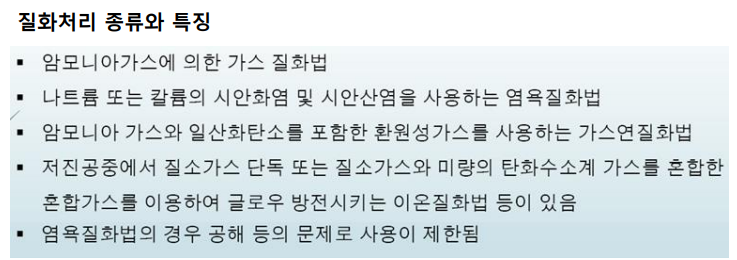 질화처리 종류와 특징
▪ 암모니아가스에 의한 가스 질화법
▪ 나트륨 또는 칼륨의 시안화염 및 시안산염을 사용하는 염욕질화법
▪ 암모니아 가스와 일산화탄소를 포함한 환원성가스를 사용하는 가스연질화법
▪ 저진공중에서 질소가스 단독 또는 질소가스와 미량의 탄화수소계 가스를 혼합한
혼합가스를 이용하여 글로우 방전시키는 이온질화법 등이 있음
▪ 염욕질화법의 경우 공해 등의 문제로 사용이 제한됨